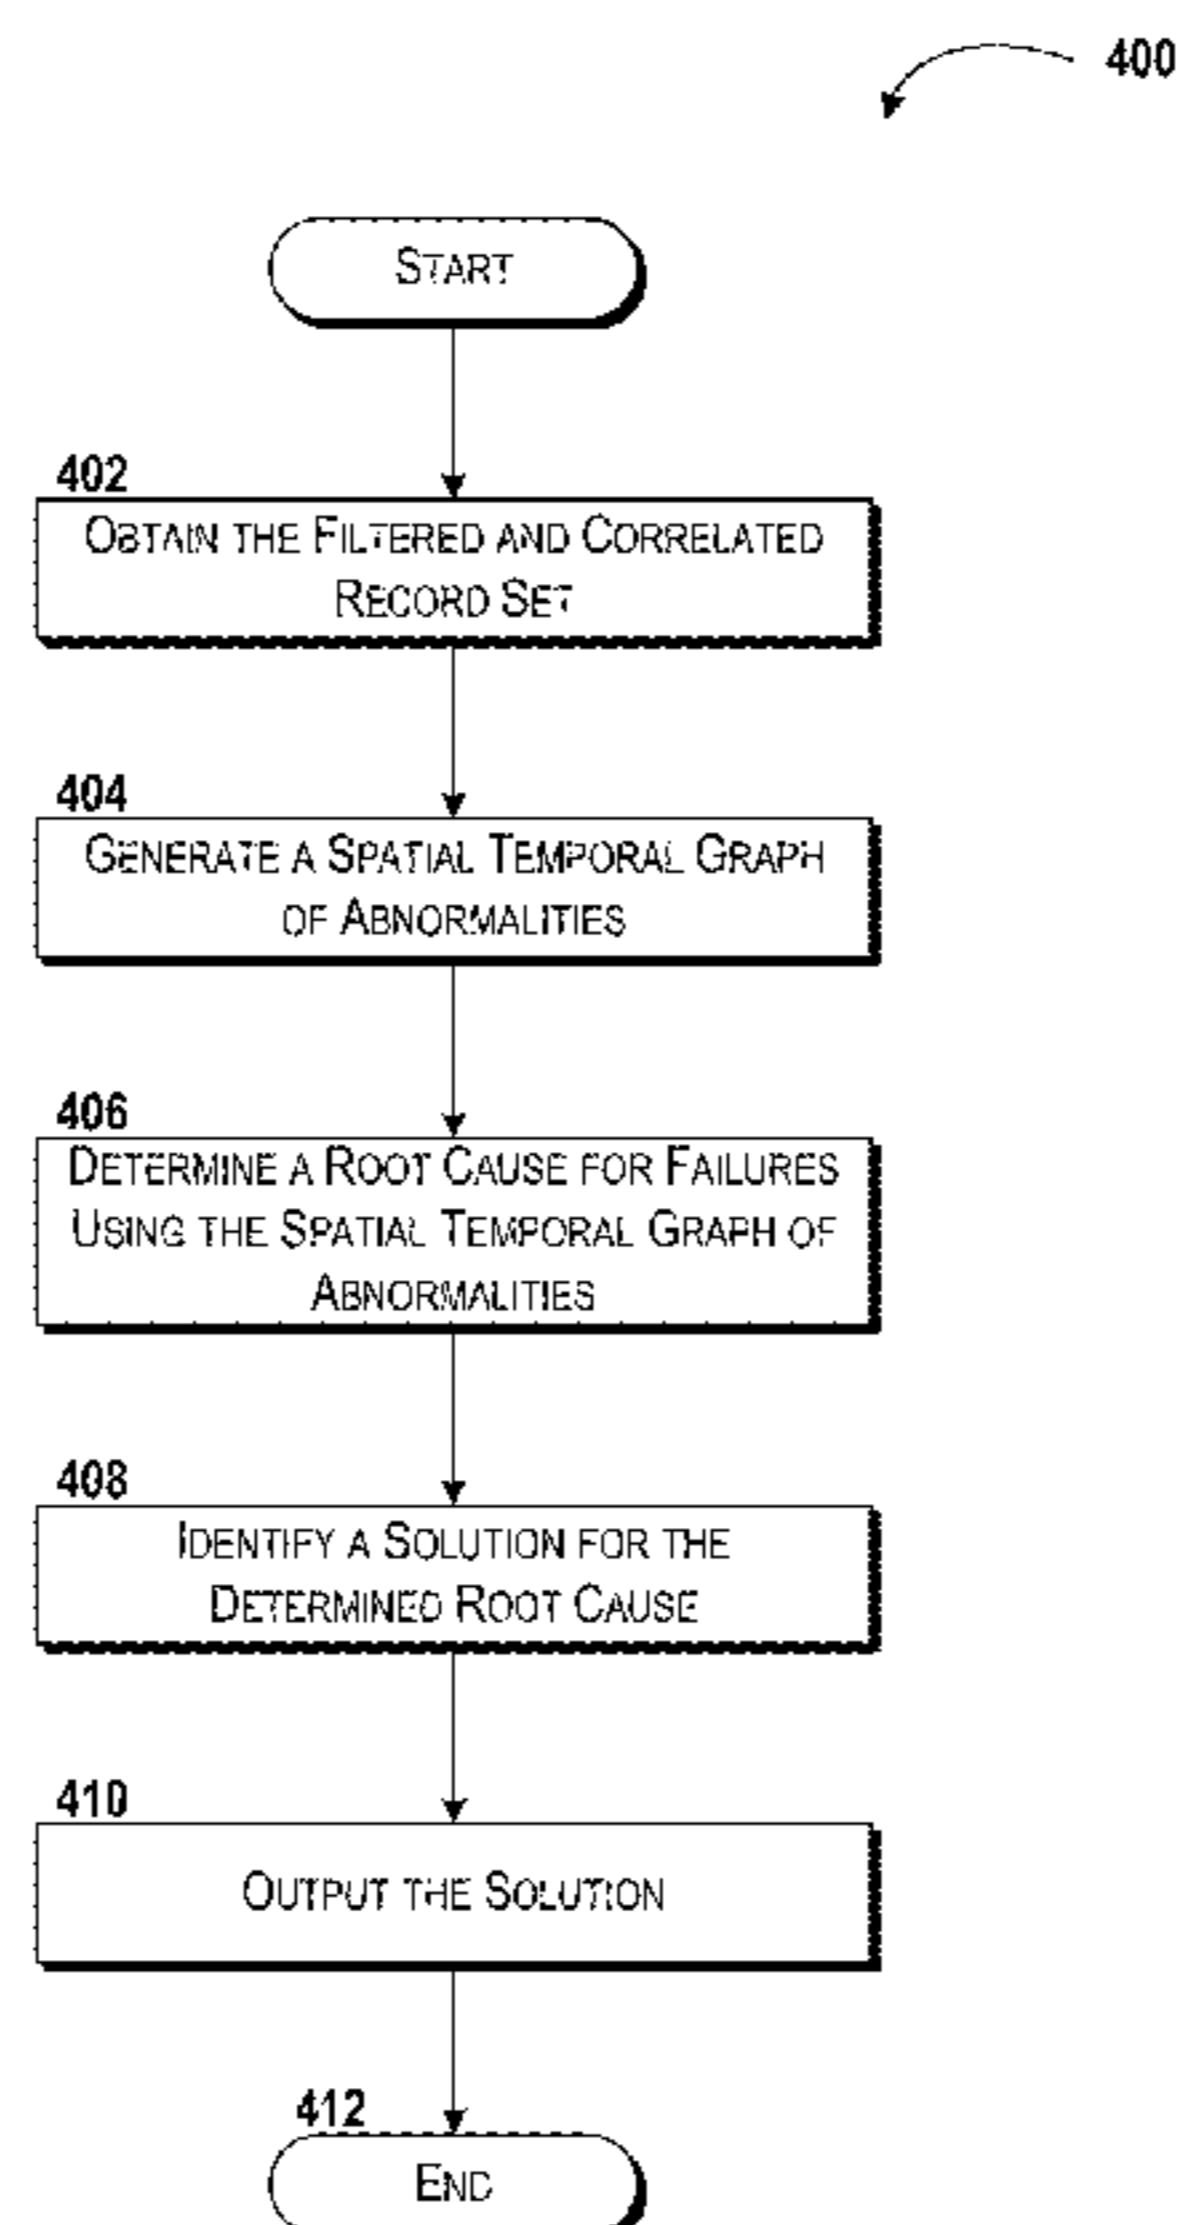 400
START
402
OBTAIN THE FILTERED AND CORRELATED
RECORD SET
404
GENERATE A SPATIAL TEMPORAL GRAPH
OF ABNORMALITIES
406
DETERMINE A ROOT CAUSE FOR FAILURES
USING THE SPATIAL TEMPORAL GRAPH OF
ABNORMALITIES
408
IDENTIFY A SOLUTION FOR THE
DETERMINED ROOT CAUSE
410
OUTPUT THE SOLUTION
412
END